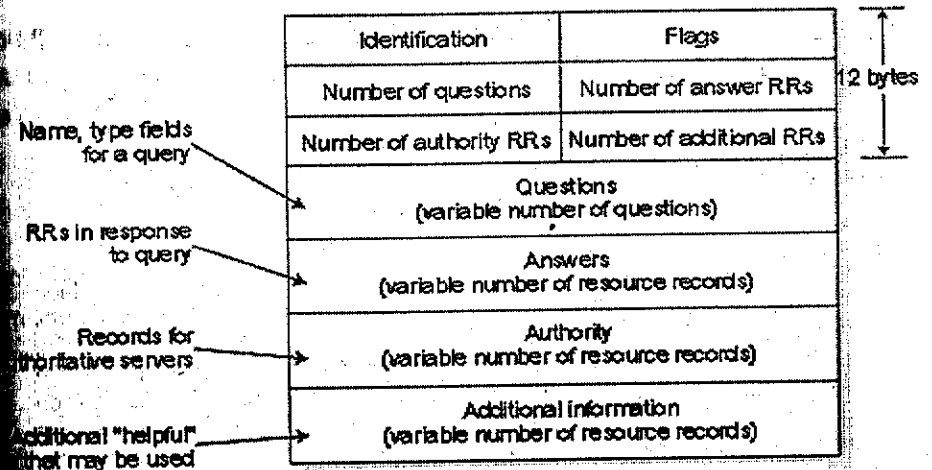 Identification
Flags
12 bytes
Number of questions
Number of answer RRs
Number of authority RRs
Number of additional RRs
Name, type fields
for a query
Questions
(variable number of questions)
RRs in response
to query
Answers
(variable number of resource records)
Records for
thoritative servers
Authority
(variable number of resource records)
Additional "helpful"
that may be used
Additional information
(variable number of resource records)